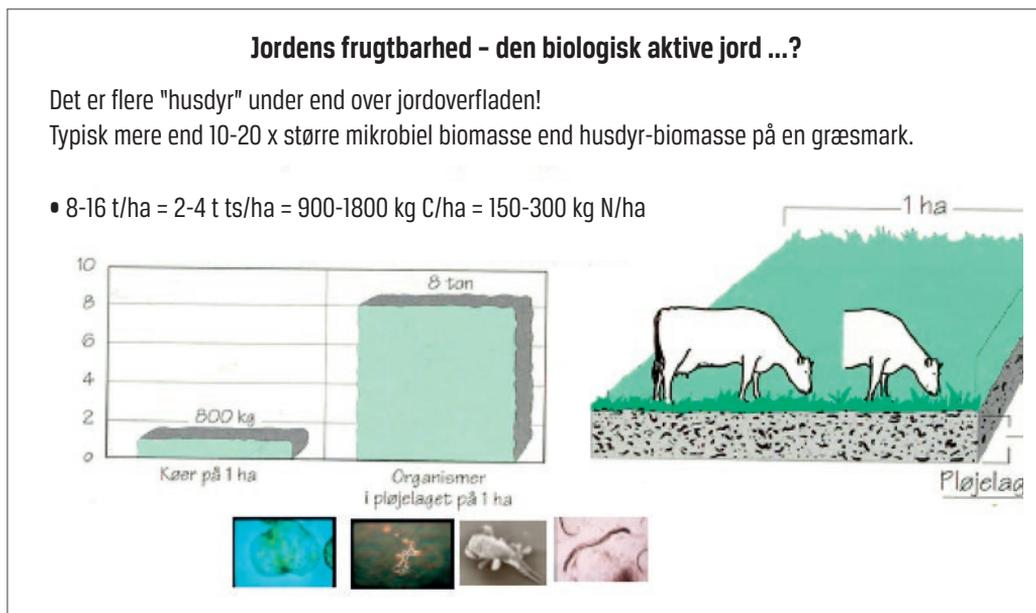 Jordens frugtbarhed – den biologisk aktive jord ...?
Det er flere "husdyr" under end over jordoverfladen!
Typisk mere end 10-20 x større mikrobiel biomasse end husdyr-biomasse på en græsmark.
• 8-16 t/ha = 2-4 t ts/ha = 900-1800 kg C/ha = 150-300 kg N/ha
1 ha
10
8
6
4
2
0
8 ton
800 kg
Køer på 1 ha
Organismer
i pløjelaget på 1 ha
Pløjelag